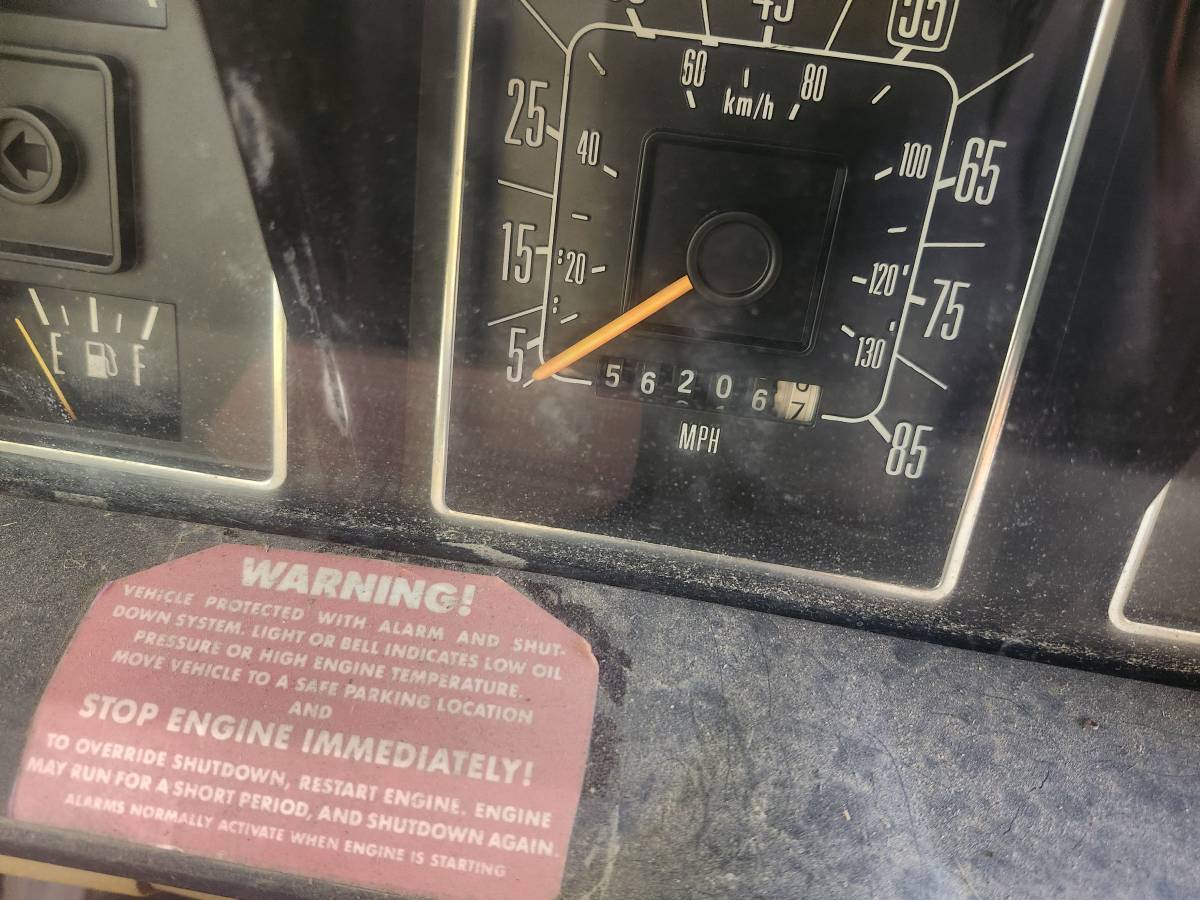 45
55
60
80
km/h
25
40
100
65
15
20
120
75
E
F
5
130
5 6 2 0 6 7
MPH
85
WARNING!
VEHICLE PROTECTED WITH ALARM AND SHUT-
DOWN SYSTEM. LIGHT OR BELL INDICATES LOW OIL
PRESSURE OR HIGH ENGINE TEMPERATURE.
MOVE VEHICLE TO A SAFE PARKING LOCATION
AND
STOP ENGINE IMMEDIATELY!
TO OVERRIDE SHUTDOWN, RESTART ENGINE. ENGINE
MAY RUN FOR A SHORT PERIOD, AND SHUTDOWN AGAIN.
ALARMS NORMALLY ACTIVATE WHEN ENGINE IS STARTING